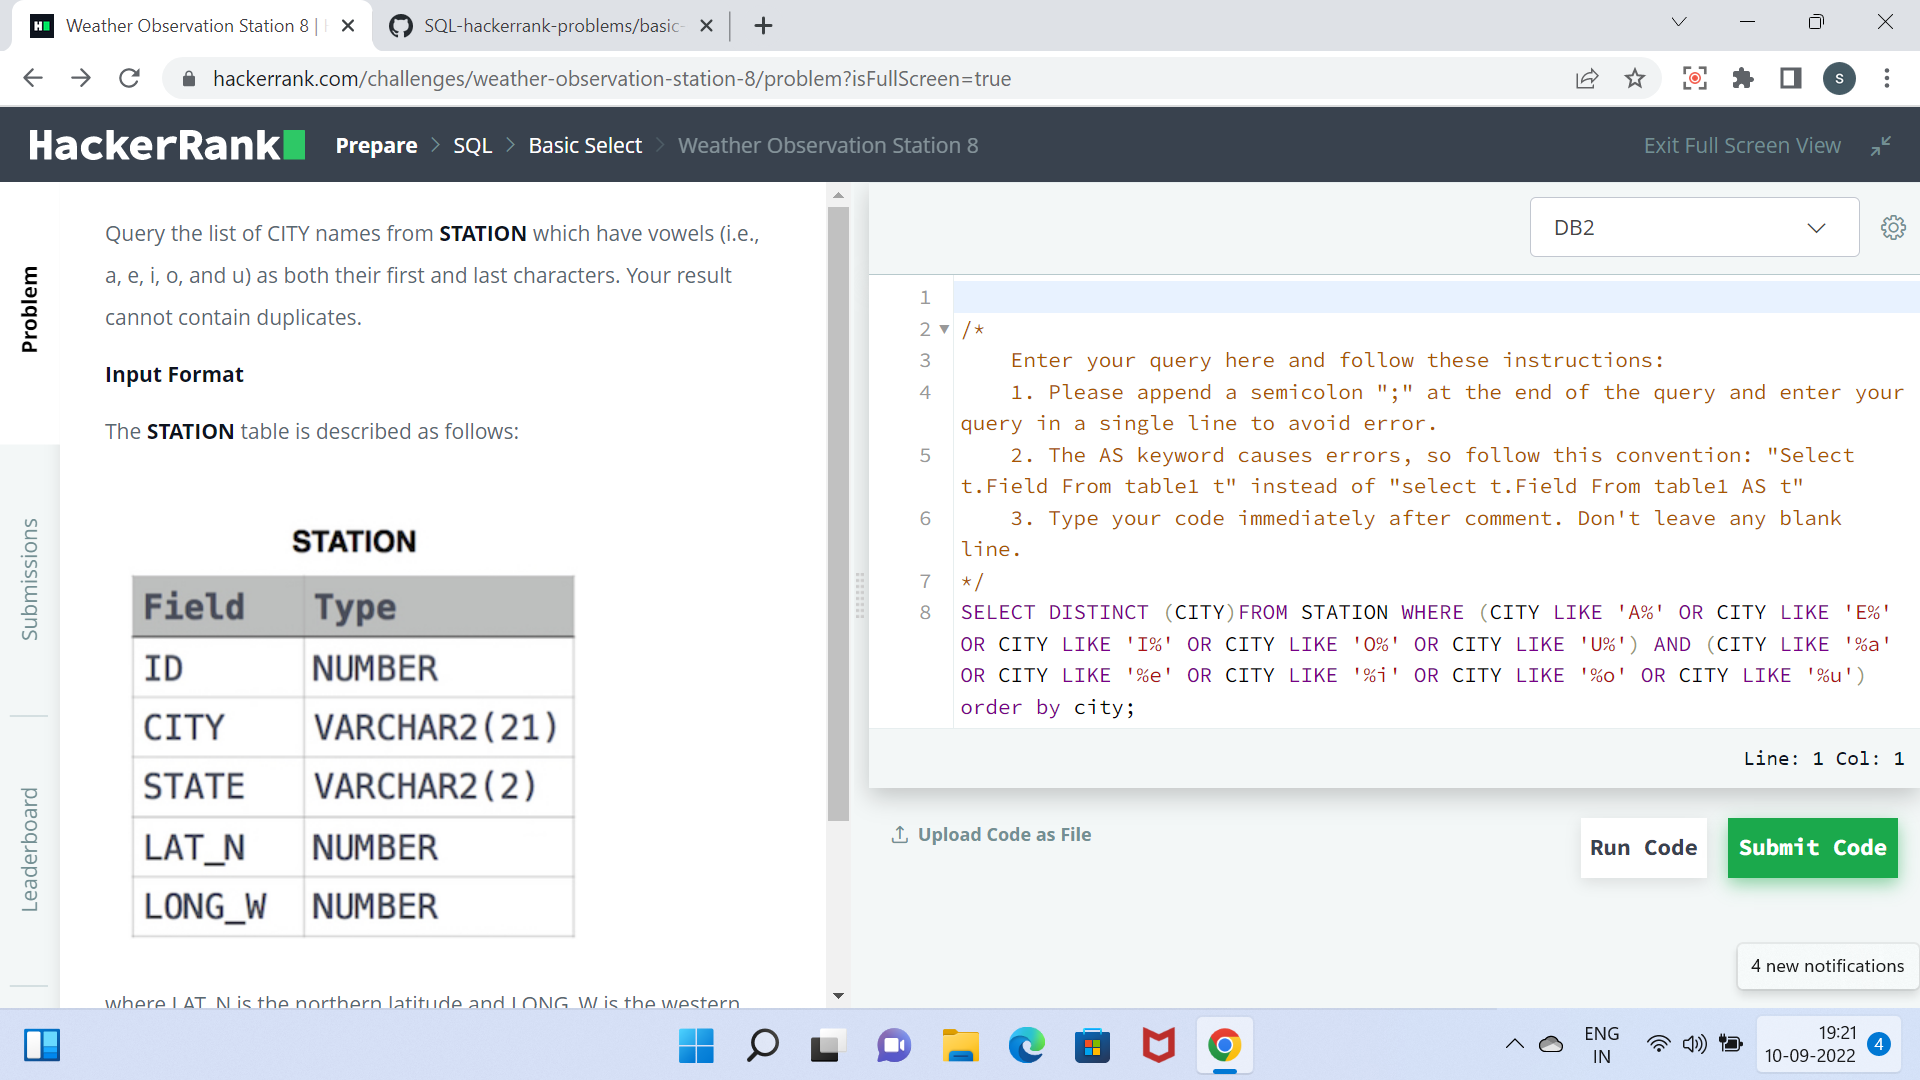 Weather Observation Station 8 |
SQL-hackerrank-problems/basic-
hackerrank.com/challenges/weather-observation-station-8/problem?isFullScreen=true
S
HackerRank
Prepare > SQL > Basic Select > Weather Observation Station 8
Exit Full Screen View
Problem
Submissions
Leaderboard
Query the list of CITY names from STATION which have vowels (i.e.,
a, e, i, o, and u) as both their first and last characters. Your result
cannot contain duplicates.
Input Format
The STATION table is described as follows:
STATION
Field Type
ID NUMBER
CITY VARCHAR2(21)
STATE VARCHAR2(2)
LAT_N NUMBER
LONG_W NUMBER
where LAT_N is the northern latitude and LONG_W is the western
DB2
1
2 /*
3 Enter your query here and follow these instructions:
4 1. Please append a semicolon ";" at the end of the query and enter your
query in a single line to avoid error.
5 2. The AS keyword causes errors, so follow this convention: "Select
t.Field From table1 t" instead of "select t.Field From table1 AS t"
6 3. Type your code immediately after comment. Don't leave any blank
line.
7 */
8 SELECT DISTINCT (CITY)FROM STATION WHERE (CITY LIKE 'A%' OR CITY LIKE 'E%'
OR CITY LIKE 'I%' OR CITY LIKE 'O%' OR CITY LIKE 'U%') AND (CITY LIKE '%a'
OR CITY LIKE '%e' OR CITY LIKE '%i' OR CITY LIKE '%o' OR CITY LIKE '%u')
order by city;
Line: 1 Col: 1
Upload Code as File
Run Code
Submit Code
4 new notifications
ENG
IN
19:21
10-09-2022
4